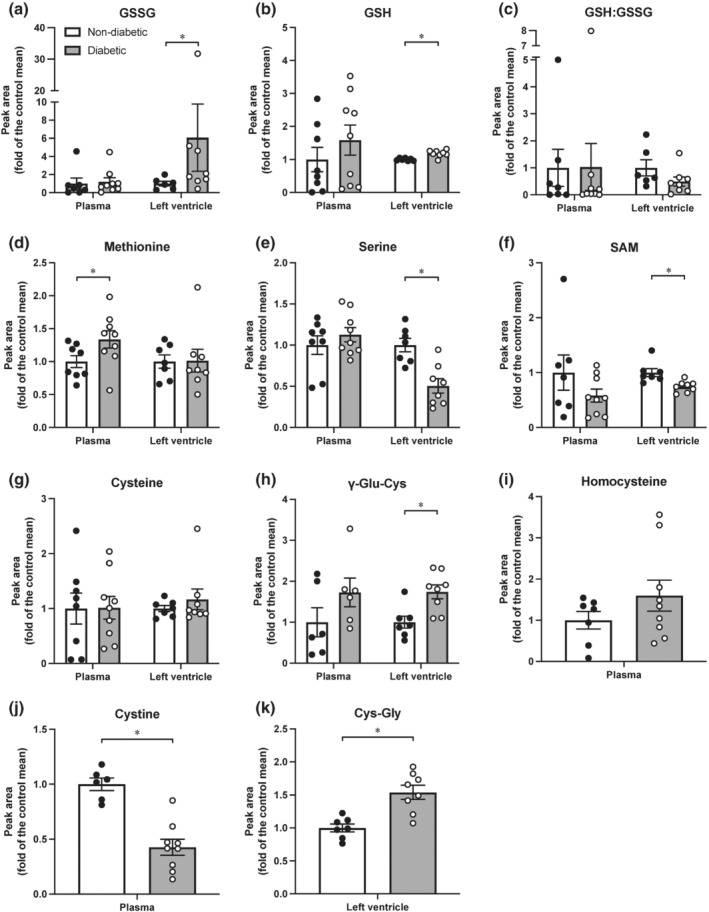 (a) GSSG
Non-diabetic
Diabetic
*
Peak area
(fold of the control mean)
40
30
20
10
6
4
2
0
Plasma Left ventricle
(b) GSH
*
Peak area
(fold of the control mean)
4
3
2
1
0
Plasma Left ventricle
(c) GSH:GSSG
Peak area
(fold of the control mean)
8
7
6
5
4
3
2
1
0
Plasma Left ventricle
(d) Methionine
*
Peak area
(fold of the control mean)
2.5
2.0
1.5
1.0
0.5
0.0
Plasma Left ventricle
(e) Serine
*
Peak area
(fold of the control mean)
2.0
1.5
1.0
0.5
0.0
Plasma Left ventricle
(f) SAM
*
Peak area
(fold of the control mean)
3
2
1
0
Plasma Left ventricle
(g) Cysteine
Peak area
(fold of the control mean)
3
2
1
0
Plasma Left ventricle
(h) γ-Glu-Cys
*
Peak area
(fold of the control mean)
4
3
2
1
0
Plasma Left ventricle
(i) Homocysteine
Peak area
(fold of the control mean)
4
3
2
1
0
Plasma
(j) Cystine
*
Peak area
(fold of the control mean)
1.5
1.0
0.5
0.0
Plasma
(k) Cys-Gly
*
Peak area
(fold of the control mean)
2.5
2.0
1.5
1.0
0.5
0.0
Left ventricle